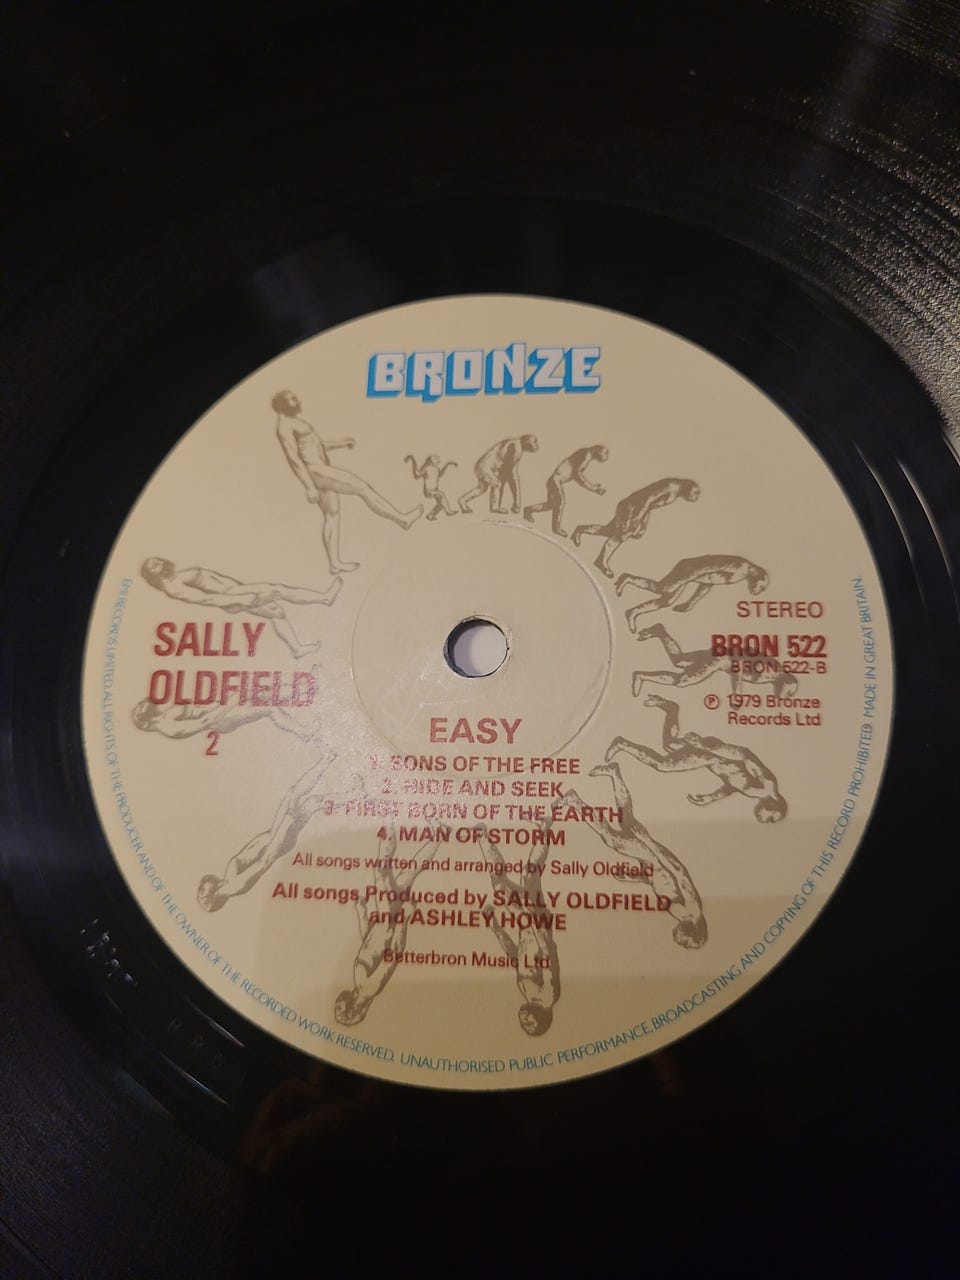 BRONZE
STEREO
BRON 522
BRON 522-B
℗ 1979 Bronze
Records Ltd
SALLY
OLDFIELD
2
EASY
1. SONS OF THE FREE
2. HIDE AND SEEK
3. FIRST BORN OF THE EARTH
4. MAN OF STORM
All songs written and arranged by Sally Oldfield
All songs Produced by SALLY OLDFIELD
and ASHLEY HOWE
Betterbron Music Ltd
EMI RECORDS LIMITED. ALL RIGHTS OF THE PRODUCER AND OF THE OWNER OF THE RECORDED WORK RESERVED. UNAUTHORISED PUBLIC PERFORMANCE, BROADCASTING AND COPYING OF THIS RECORD PROHIBITED. MADE IN GREAT BRITAIN.